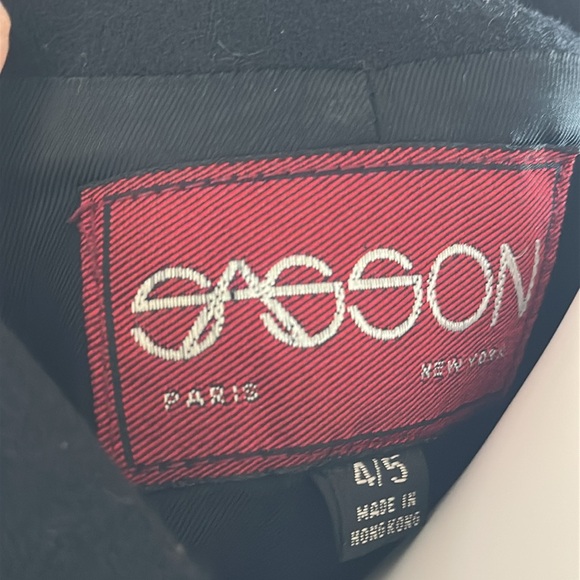 SASSON
PARIS NEW YORK
4/5
MADE IN
HONG KONG